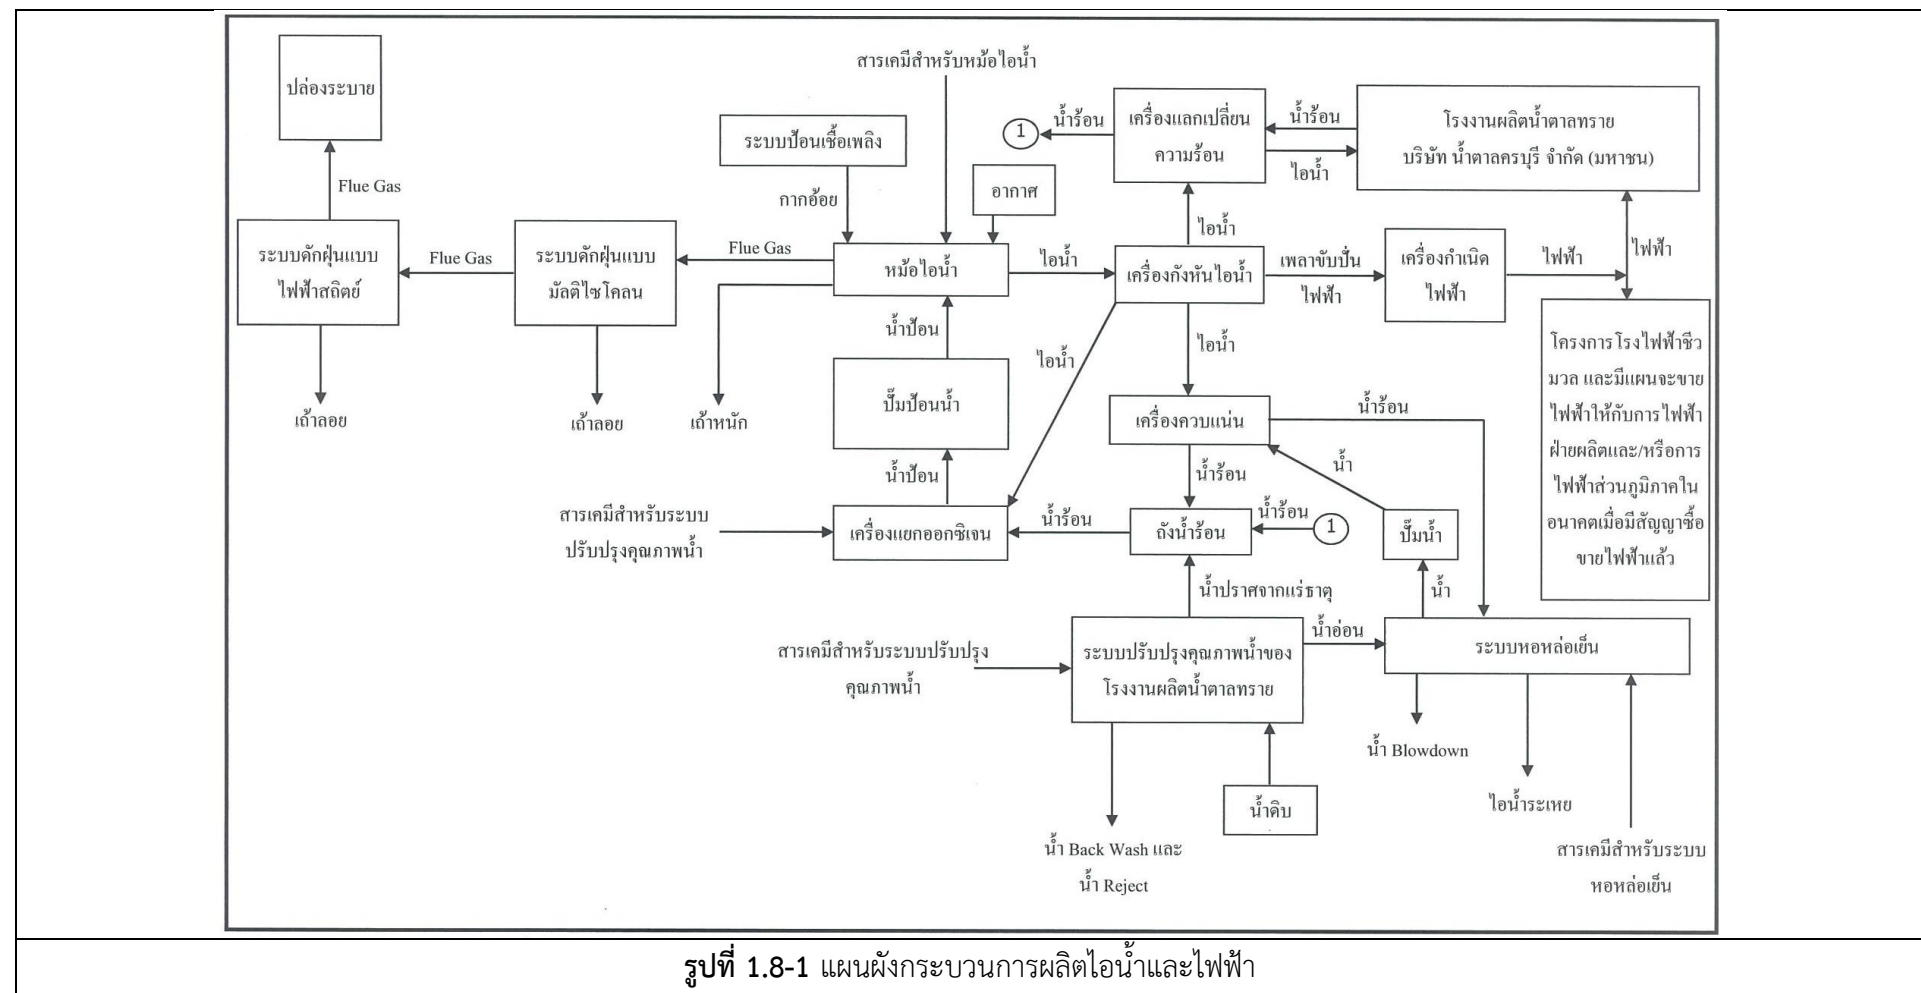 ปล่องระบาย
Flue Gas
ระบบดักฝุ่นแบบ
ไฟฟ้าสถิตย์
เถ้าลอย
Flue Gas
ระบบดักฝุ่นแบบ
มัลติไซโคลน
เถ้าลอย
Flue Gas
เถ้าหนัก
สารเคมีสำหรับหม้อไอน้ำ
ระบบป้อนเชื้อเพลิง
กากอ้อย
อากาศ
หม้อไอน้ำ
น้ำป้อน
ปั๊มป้อนน้ำ
น้ำป้อน
สารเคมีสำหรับระบบ
ปรับปรุงคุณภาพน้ำ
เครื่องแยกออกซิเจน
ไอน้ำ
1
น้ำร้อน
เครื่องแลกเปลี่ยน
ความร้อน
น้ำร้อน
ไอน้ำ
โรงงานผลิตน้ำตาลทราย
บริษัท น้ำตาลครบุรี จำกัด (มหาชน)
ไอน้ำ
เครื่องกังหันไอน้ำ
เพลาขับปั่น
ไฟฟ้า
เครื่องกำเนิด
ไฟฟ้า
ไฟฟ้า
ไฟฟ้า
โครงการโรงไฟฟ้าชีว
มวล และมีแผนจะขาย
ไฟฟ้าให้กับการไฟฟ้า
ฝ่ายผลิตและ/หรือการ
ไฟฟ้าส่วนภูมิภาคใน
อนาคตเมื่อมีสัญญาซื้อ
ขายไฟฟ้าแล้ว
ไอน้ำ
ไอน้ำ
เครื่องควบแน่น
น้ำร้อน
น้ำร้อน
น้ำ
น้ำร้อน
ถังน้ำร้อน
น้ำร้อน
1
ปั๊มน้ำ
น้ำ
น้ำปราศจากแร่ธาตุ
สารเคมีสำหรับระบบปรับปรุง
คุณภาพน้ำ
ระบบปรับปรุงคุณภาพน้ำของ
โรงงานผลิตน้ำตาลทราย
น้ำอ่อน
ระบบหอหล่อเย็น
น้ำ Blowdown
ไอน้ำระเหย
น้ำดิบ
น้ำ Back Wash และ
น้ำ Reject
สารเคมีสำหรับระบบ
หอหล่อเย็น
รูปที่ 1.8-1 แผนผังกระบวนการผลิตไอน้ำและไฟฟ้า